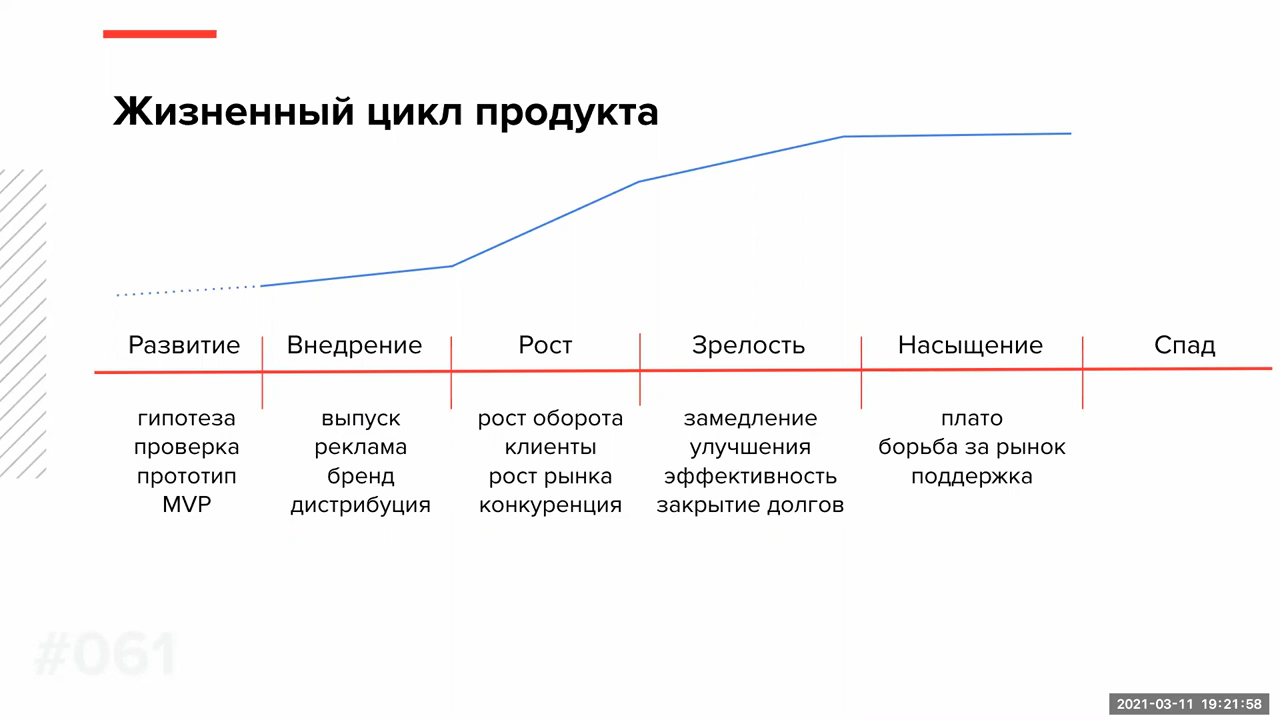 Жизненный цикл продукта
Развитие
Внедрение
Рост
Зрелость
Насыщение
Спад
гипотеза
проверка
прототип
MVP
выпуск
реклама
бренд
дистрибуция
рост оборота
клиенты
рост рынка
конкуренция
замедление
улучшения
эффективность
закрытие долгов
плато
борьба за рынок
поддержка
#061
2021-03-11 19:21:58